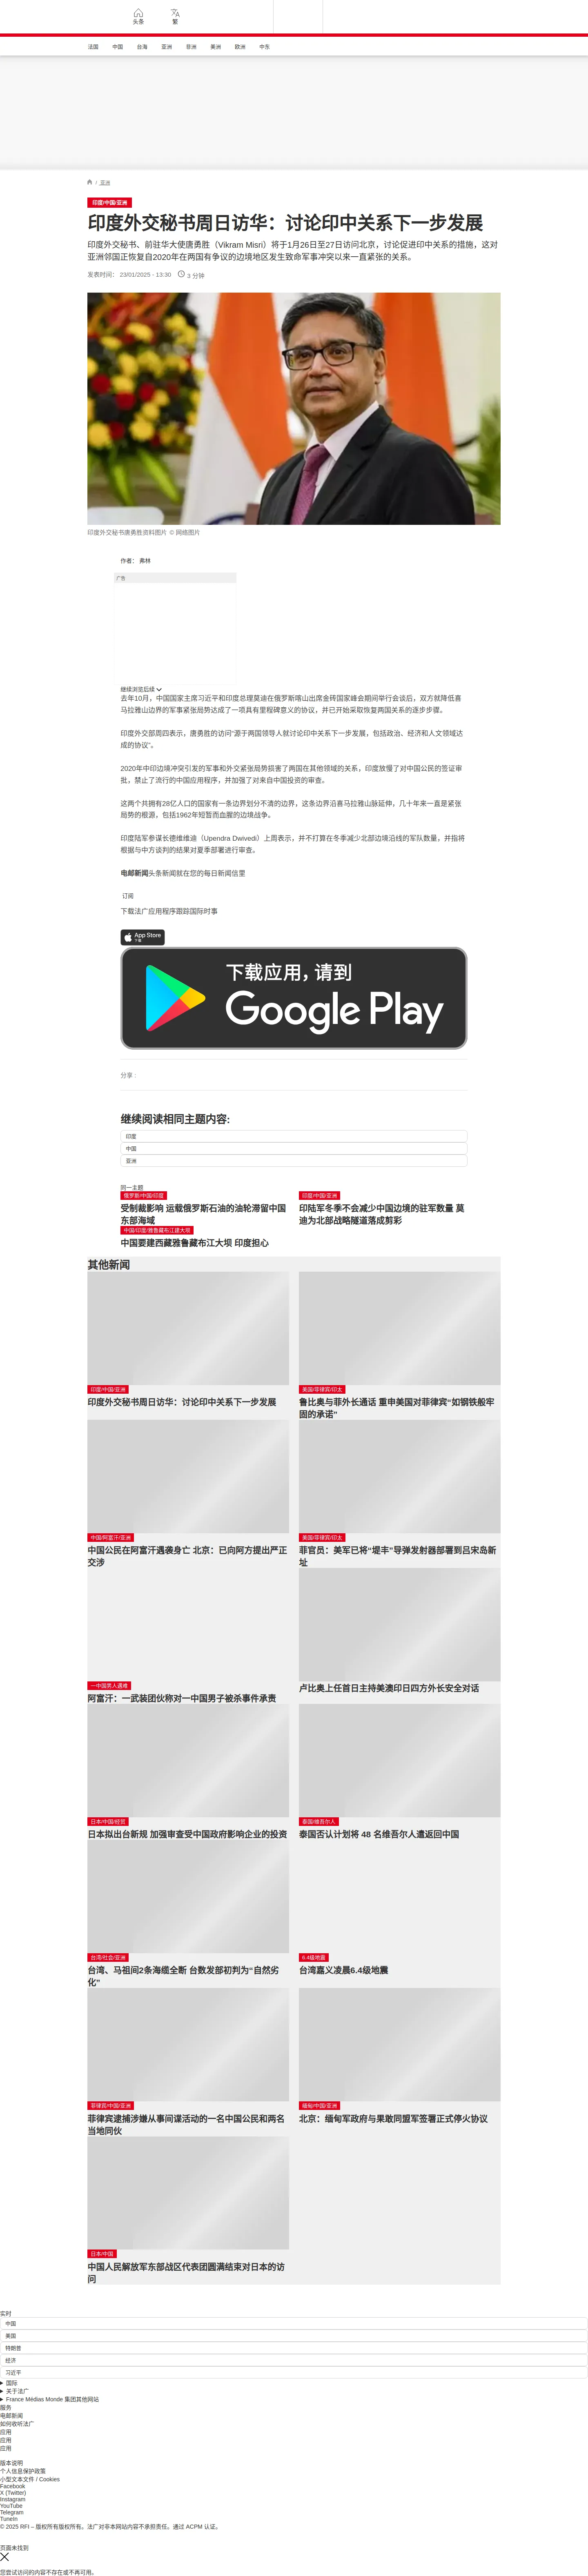 头条
繁
法国
中国
台海
亚洲
非洲
美洲
欧洲
中东
/ 亚洲
印度/中国/亚洲
印度外交秘书周日访华：讨论印中关系下一步发展
印度外交秘书、前驻华大使唐勇胜（Vikram Misri）将于1月26日至27日访问北京，讨论促进印中关系的措施，这对
亚洲邻国正恢复自2020年在两国有争议的边境地区发生致命军事冲突以来一直紧张的关系。
发表时间： 23/01/2025 - 13:30
3 分钟
印度外交秘书唐勇胜资料图片 © 网络图片
作者： 弗林
广告
继续浏览后续
去年10月，中国国家主席习近平和印度总理莫迪在俄罗斯喀山出席金砖国家峰会期间举行会谈后，双方就降低喜
马拉雅山边界的军事紧张局势达成了一项具有里程碑意义的协议，并已开始采取恢复两国关系的逐步步骤。
印度外交部周四表示，唐勇胜的访问“源于两国领导人就讨论印中关系下一步发展，包括政治、经济和人文领域达
成的协议”。
2020年中印边境冲突引发的军事和外交紧张局势损害了两国在其他领域的关系，印度放慢了对中国公民的签证审
批，禁止了流行的中国应用程序，并加强了对来自中国投资的审查。
这两个共拥有28亿人口的国家有一条边界划分不清的边界，这条边界沿喜马拉雅山脉延伸，几十年来一直是紧张
局势的根源，包括1962年短暂而血腥的边境战争。
印度陆军参谋长德维维迪（Upendra Dwivedi）上周表示，并不打算在冬季减少北部边境沿线的军队数量，并指将
根据与中方谈判的结果对夏季部署进行审查。
电邮新闻头条新闻就在您的每日新闻信里
订阅
下载法广应用程序跟踪国际时事
App Store
下载
下载应用，请到
Google Play
分享 :
继续阅读相同主题内容:
印度
中国
亚洲
同一主题
俄罗斯/中国/印度
受制裁影响 运载俄罗斯石油的油轮滞留中国
东部海域
印度/中国/亚洲
印陆军冬季不会减少中国边境的驻军数量 莫
迪为北部战略隧道落成剪彩
中国/印度/雅鲁藏布江建大坝
中国要建西藏雅鲁藏布江大坝 印度担心
其他新闻
印度/中国/亚洲
印度外交秘书周日访华：讨论印中关系下一步发展
美国/菲律宾/印太
鲁比奥与菲外长通话 重申美国对菲律宾“如钢铁般牢
固的承诺”
中国/阿富汗/亚洲
中国公民在阿富汗遇袭身亡 北京：已向阿方提出严正
交涉
美国/菲律宾/印太
菲官员：美军已将“堤丰”导弹发射器部署到吕宋岛新
址
一中国男人遇难
阿富汗：一武装团伙称对一中国男子被杀事件承责
卢比奥上任首日主持美澳印日四方外长安全对话
日本/中国/经贸
日本拟出台新规 加强审查受中国政府影响企业的投资
泰国/维吾尔人
泰国否认计划将 48 名维吾尔人遣返回中国
台湾/社会/亚洲
台湾、马祖间2条海缆全断 台数发部初判为“自然劣
化”
6.4级地震
台湾嘉义凌晨6.4级地震
菲律宾/中国/亚洲
菲律宾逮捕涉嫌从事间谍活动的一名中国公民和两名
当地同伙
缅甸/中国/亚洲
北京：缅甸军政府与果敢同盟军签署正式停火协议
日本/中国
中国人民解放军东部战区代表团圆满结束对日本的访
问
实时
中国
美国
特朗普
经济
习近平
国际
关于法广
France Médias Monde 集团其他网站
服务
电邮新闻
如何收听法广
应用
应用
应用
版本说明
个人信息保护政策
小型文本文件 / Cookies
Facebook
X (Twitter)
Instagram
YouTube
Telegram
TuneIn
© 2025 RFI – 版权所有版权所有。法广对非本网站内容不承担责任。通过 ACPM 认证。
页面未找到
您尝试访问的内容不存在或不再可用。